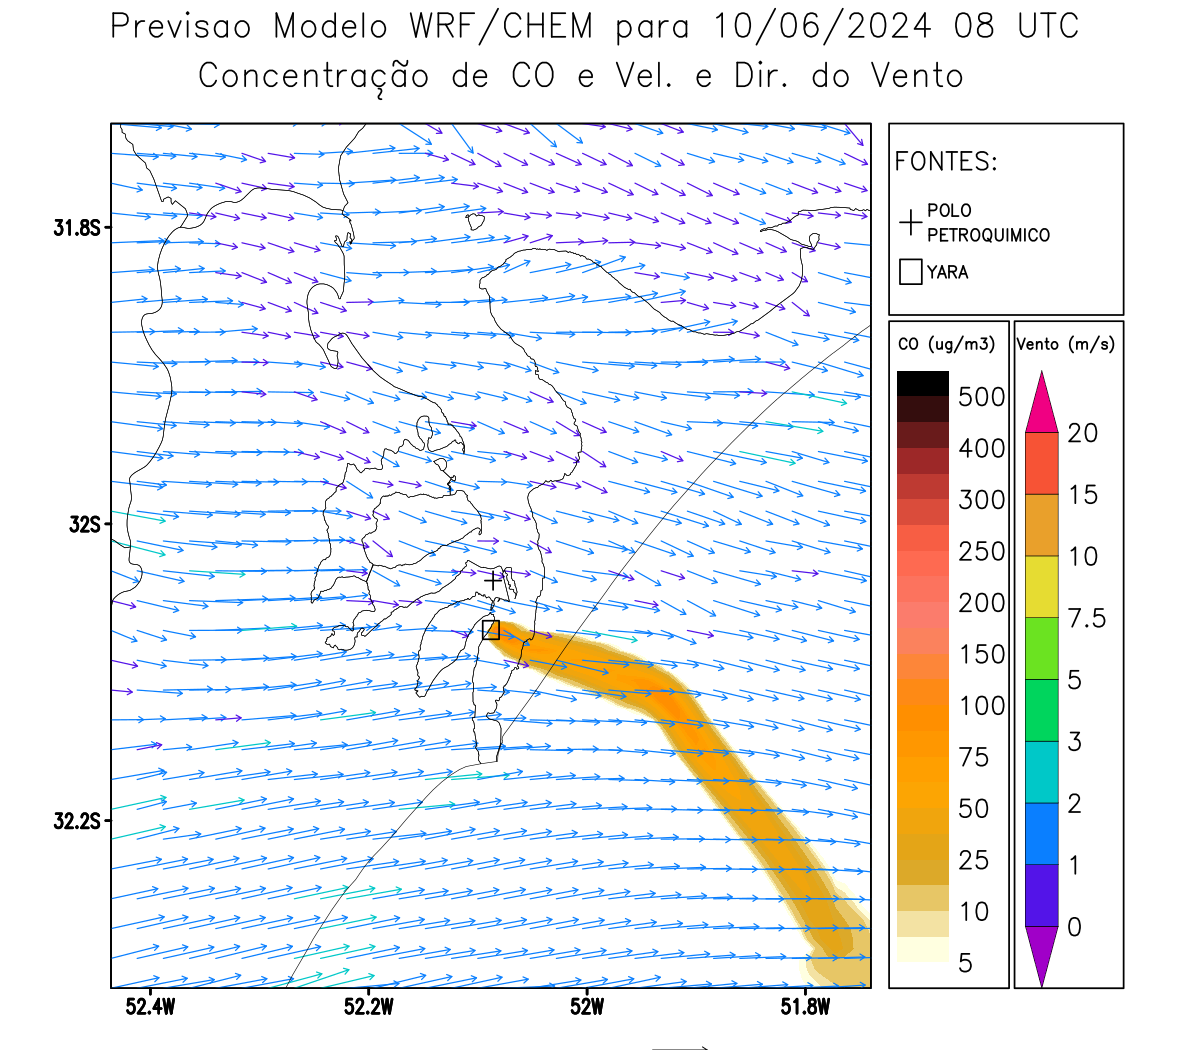 Previsao Modelo WRF/CHEM para 10/06/2024 08 UTC
Concentração de CO e Vel. e Dir. do Vento
FONTES:
POLO
PETROQUIMICO
YARA
CO (ug/m3)
500
400
300
250
200
150
100
75
50
25
10
5
Vento (m/s)
20
15
10
7.5
5
3
2
1
0
31.8S
32S
32.2S
52.4W 52.2W 52W 51.8W